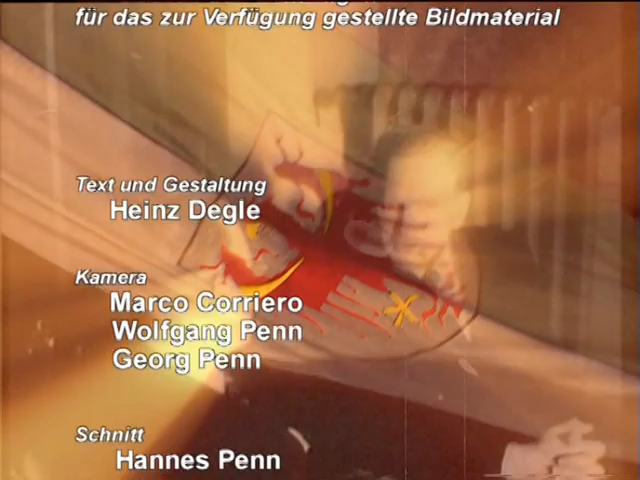 für das zur Verfügung gestellte Bildmaterial
Text und Gestaltung
Heinz Degle
Kamera
Marco Corriero
Wolfgang Penn
Georg Penn
Schnitt
Hannes Penn